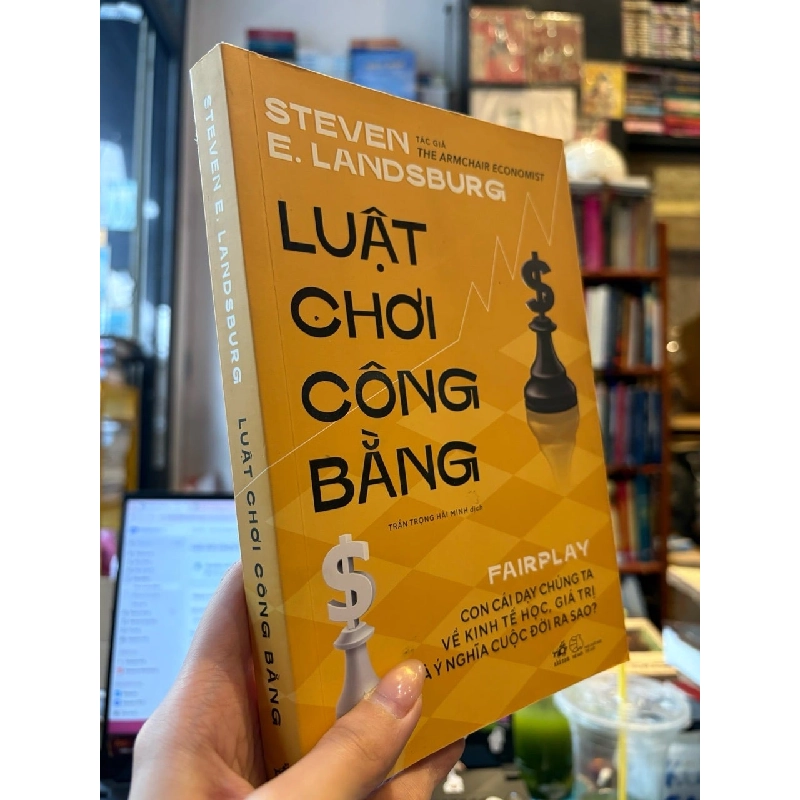 STEVEN
E. LANDSBURG
TÁC GIẢ
THE ARMCHAIR ECONOMIST
LUẬT
CHƠI
CÔNG
BẰNG
TRẦN TRỌNG HẢI MINH dịch
FAIRPLAY
CON CÁI DẠY CHÚNG TA
VỀ KINH TẾ HỌC, GIÁ TRỊ
À Ý NGHĨA CUỘC ĐỜI RA SAO?
STEVEN E. LANDSBURG LUẬT CHƠI CÔNG BẰNG